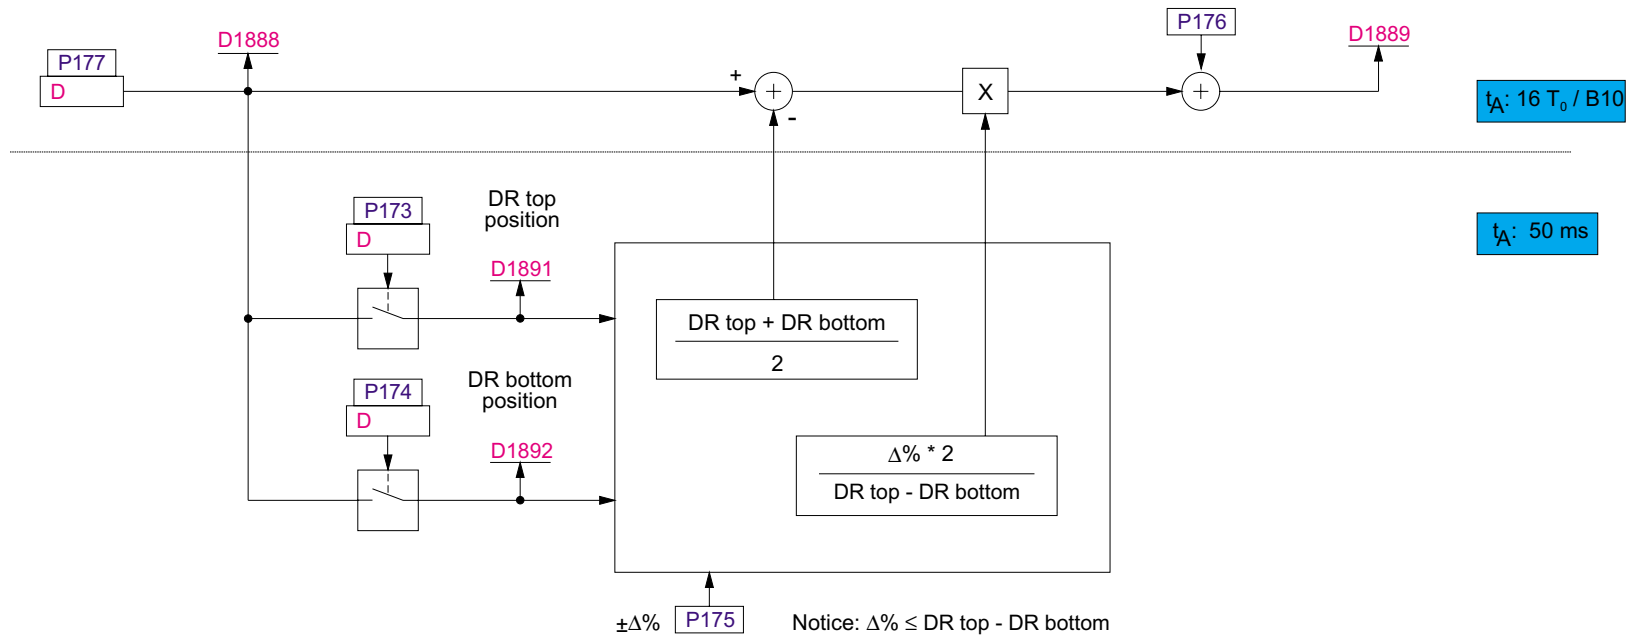 P177
D
D1888
+
+
-
X
P176
+
D1889
tA: 16 T0 / B10
DR top
position
P173
D
D1891
tA: 50 ms
DR top + DR bottom
2
DR bottom
position
P174
D
D1892
Δ% * 2
DR top - DR bottom
±Δ%
P175
Notice: Δ% ≤ DR top - DR bottom